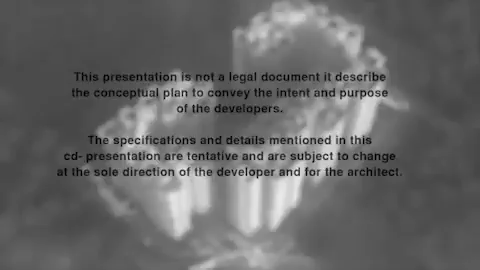 This presentation is not a legal document it describe
the conceptual plan to convey the intent and purpose
of the developers.
The specifications and details mentioned in this
cd- presentation are tentative and are subject to change
at the sole direction of the developer and for the architect.